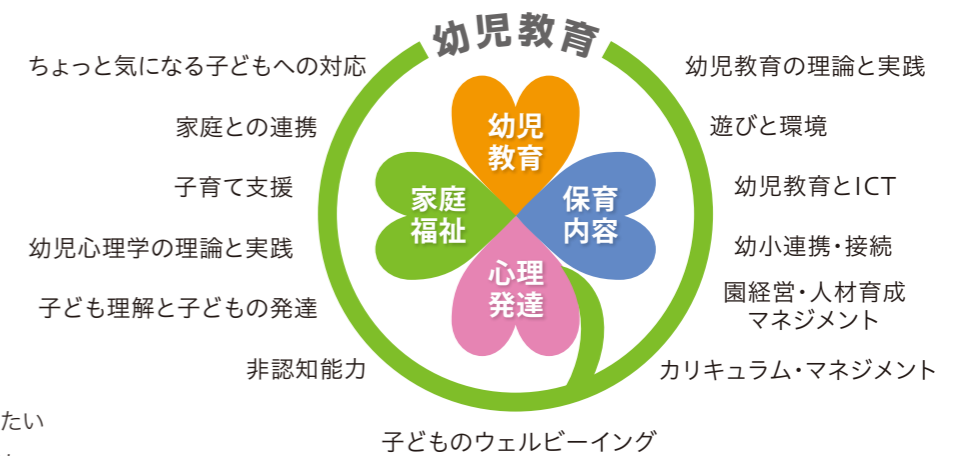 幼児教育
ちょっと気になる子どもへの対応
家庭との連携
子育て支援
幼児心理学の理論と実践
子ども理解と子どもの発達
非認知能力
幼児
教育
家庭
福祉
保育
内容
心理
発達
幼児教育の理論と実践
遊びと環境
幼児教育とICT
幼小連携・接続
園経営・人材育成
マネジメント
カリキュラム・マネジメント
子どものウェルビーイング
たい